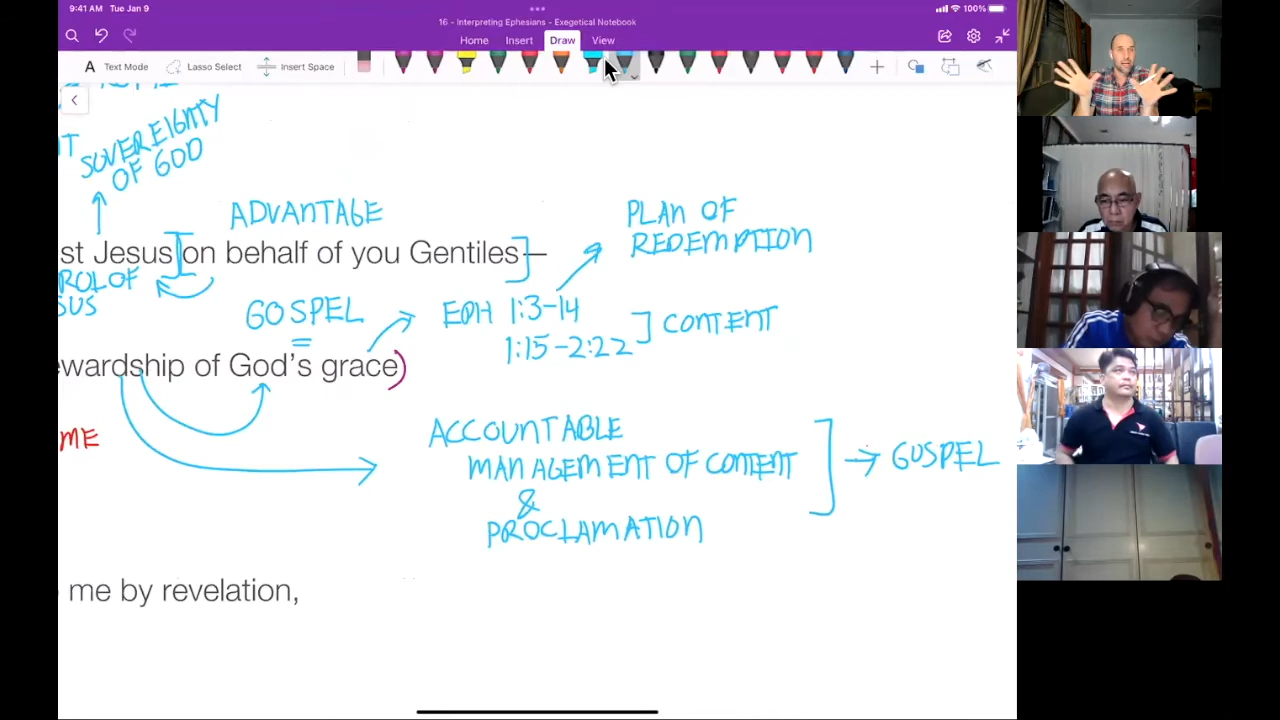 9:41 AM Tue Jan 9
100%
16 - Interpreting Ephesians - Exegetical Notebook
Home Insert Draw View
A Text Mode Lasso Select Insert Space
SOVEREIGNTY
OF GOD
ADVANTAGE
PLAN OF
REDEMPTION
st Jesus on behalf of you Gentiles—
ROL OF
SUS
GOSPEL
EPH 1:3-14
1:15-2:22
CONTENT
ewardship of God's grace)
ME
ACCOUNTABLE
MANAGEMENT OF CONTENT
&
PROCLAMATION
GOSPEL
me by revelation,